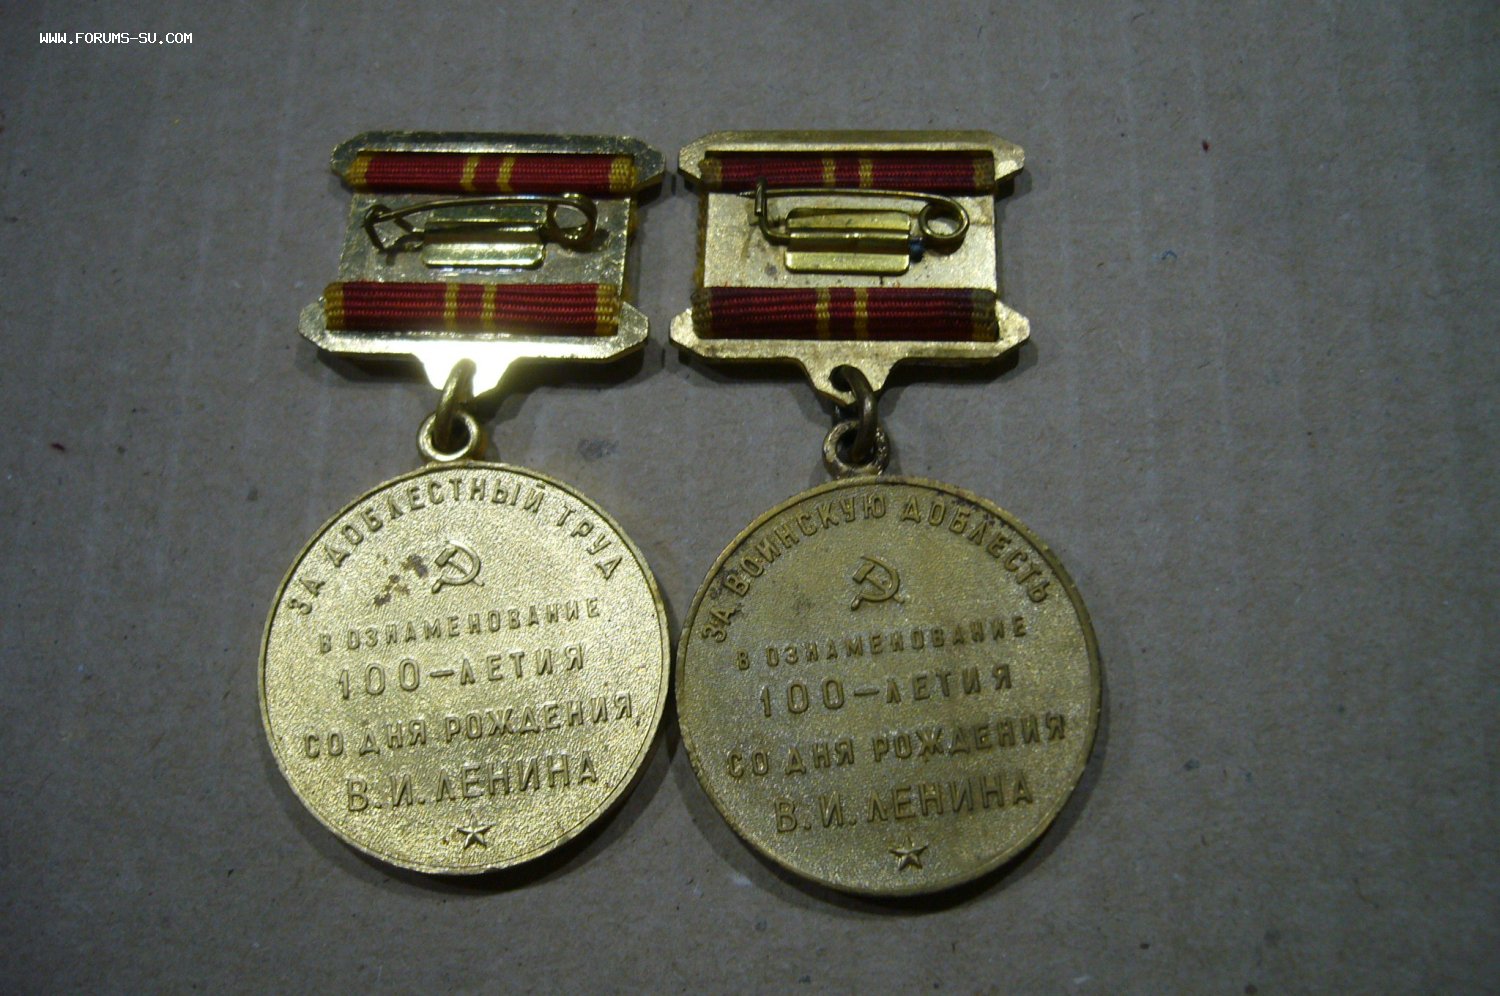 WWW.FORUMS-SU.COM
ЗА ДОБЛЕСТНЫЙ ТРУД
В ОЗНАМЕНОВАНИЕ
100-ЛЕТИЯ
СО ДНЯ РОЖДЕНИЯ
В.И.ЛЕНИНА
ЗА ВОИНСКУЮ ДОБЛЕСТЬ
В ОЗНАМЕНОВАНИЕ
100-ЛЕТИЯ
СО ДНЯ РОЖДЕНИЯ
В.И.ЛЕНИНА